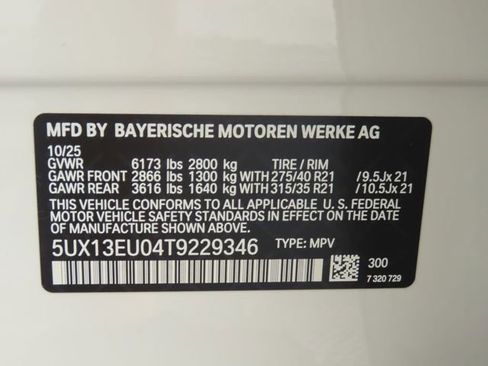 MFD BY BAYERISCHE MOTOREN WERKE AG
10/25
GVWR 6173 lbs 2800 kg TIRE / RIM
GAWR FRONT 2866 lbs 1300 kg WITH 275/40 R21 / 9.5Jx 21
GAWR REAR 3616 lbs 1640 kg WITH 315/35 R21 / 10.5Jx 21
THIS VEHICLE CONFORMS TO ALL APPLICABLE U. S. FEDERAL
MOTOR VEHICLE SAFETY STANDARDS IN EFFECT ON THE
DATE OF MANUFACTURE SHOWN ABOVE.
5UX13EU04T9229346 TYPE: MPV
300
7 320 729